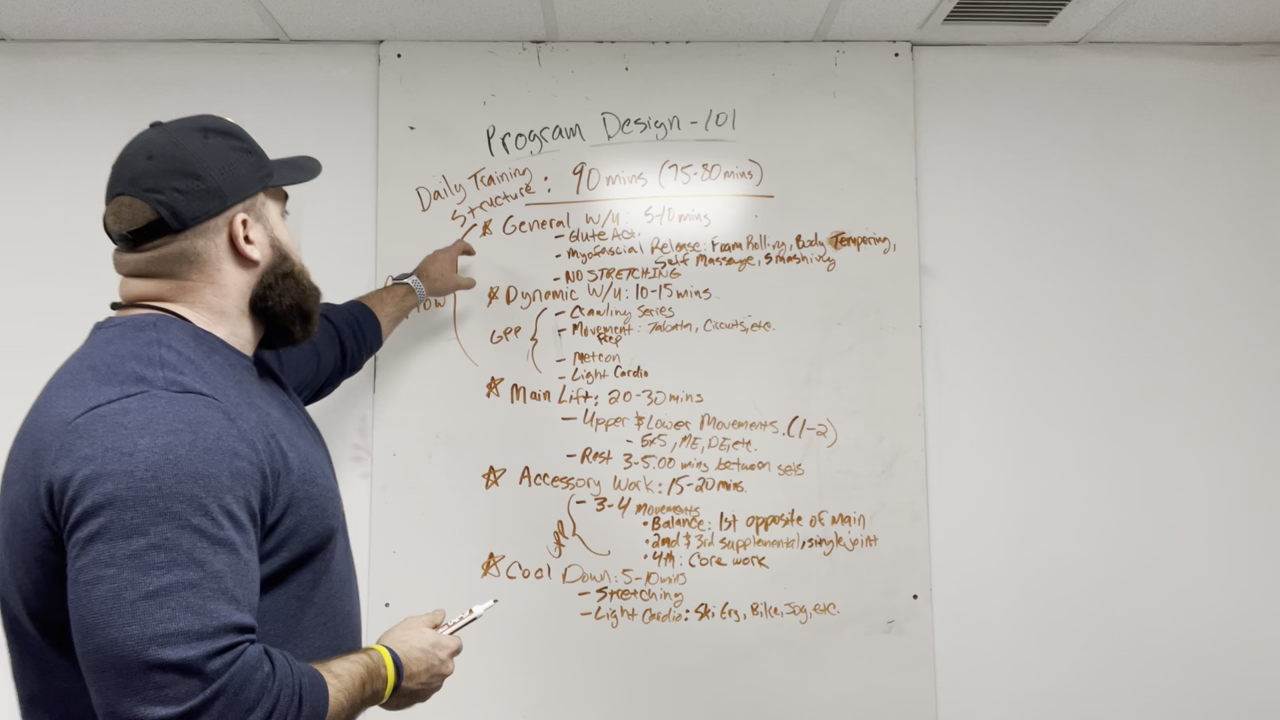 Program Design - 101
Daily Training
Structure: 90 mins (75-80 mins)
General W/U: 5-10 mins
- Glute Act.
- Myofascial Release: Foam Rolling, Body Tempering,
Self Massage, Smashing
- NO STRETCHING
Dynamic W/U: 10-15 mins
GPP
- Crawling Series
- Movement: Tabata, Circuits, etc.
Prep
- Metcon
- Light Cardio
Main Lift: 20-30 mins
- Upper & Lower Movements. (1-2)
- 5x5, ME, DE, etc.
- Rest 3-5:00 mins between sets
Accessory Work: 15-20 mins.
GPP
- 3-4 movements
• Balance: 1st opposite of main
• 2nd & 3rd supplemental, single joint
• 4th: Core work
Cool Down: 5-10 mins
- Stretching
- Light Cardio: Ski Erg, Bike, Jog, etc.